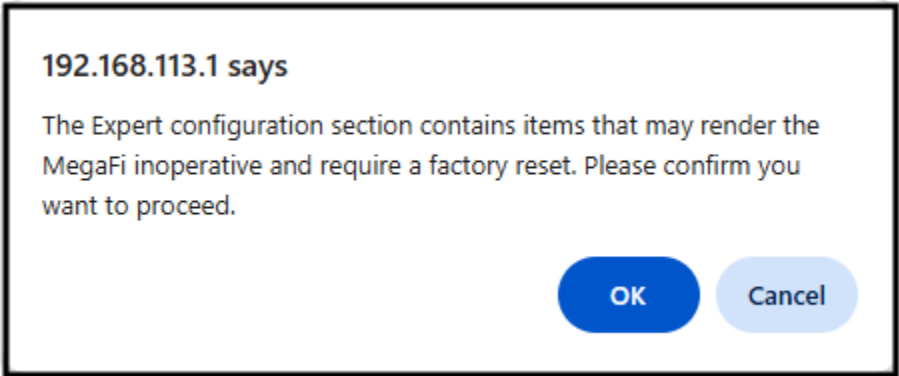 192.168.113.1 says
The Expert configuration section contains items that may render the
MegaFi inoperative and require a factory reset. Please confirm you
want to proceed.
OK Cancel